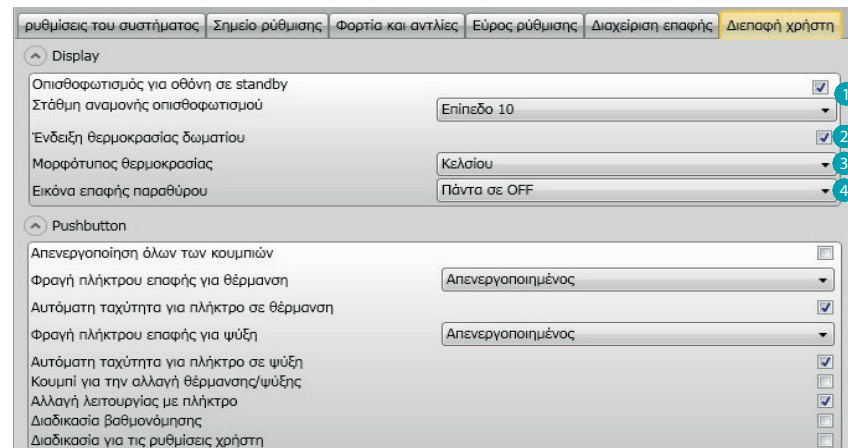 ρυθμίσεις του συστήματος Σημείο ρύθμισης Φορτία και αντλίες Εύρος ρύθμισης Διαχείριση επαφής Διεπαφή χρήστη
Display
Οπισθοφωτισμός για οθόνη σε standby
1
Στάθμη αναμονής οπισθοφωτισμού Επίπεδο 10
Ένδειξη θερμοκρασίας δωματίου 2
Μορφότυπος θερμοκρασίας Κελσίου 3
Εικόνα επαφής παραθύρου Πάντα σε OFF 4
Pushbutton
Απενεργοποίηση όλων των κουμπιών
Φραγή πλήκτρου επαφής για θέρμανση Απενεργοποιημένος
Αυτόματη ταχύτητα για πλήκτρο σε θέρμανση
Φραγή πλήκτρου επαφής για ψύξη Απενεργοποιημένος
Αυτόματη ταχύτητα για πλήκτρο σε ψύξη
Κουμπί για την αλλαγή θέρμανσης/ψύξης
Αλλαγή λειτουργίας με πλήκτρο
Διαδικασία βαθμονόμησης
Διαδικασία για τις ρυθμίσεις χρήστη